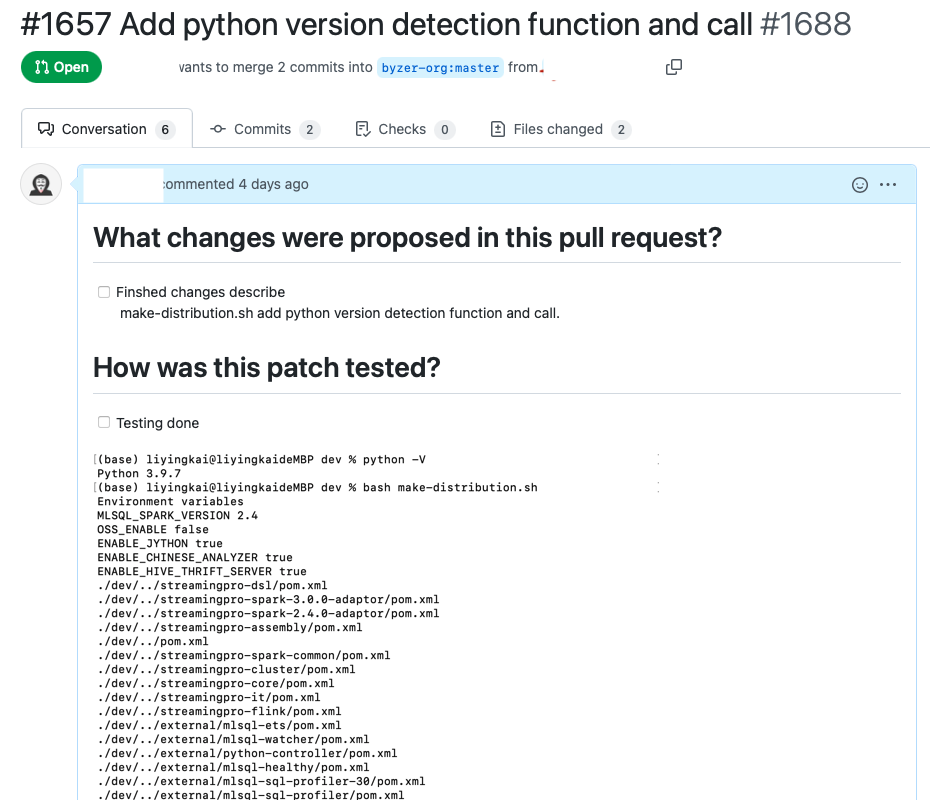 #1657 Add python version detection function and call #1688
Open
wants to merge 2 commits into byzer-org:master from
Conversation 6
Commits 2
Checks 0
Files changed 2
commented 4 days ago
What changes were proposed in this pull request?
Finshed changes describe
make-distribution.sh add python version detection function and call.
How was this patch tested?
Testing done
(base) liyingkai@liyingkaideMBP dev % python -V
Python 3.9.7
(base) liyingkai@liyingkaideMBP dev % bash make-distribution.sh
Environment variables
MLSQL_SPARK_VERSION 2.4
OSS_ENABLE false
ENABLE_JYTHON true
ENABLE_CHINESE_ANALYZER true
ENABLE_HIVE_THRIFT_SERVER true
./dev/../streamingpro-dsl/pom.xml
./dev/../streamingpro-spark-3.0.0-adaptor/pom.xml
./dev/../streamingpro-spark-2.4.0-adaptor/pom.xml
./dev/../streamingpro-assembly/pom.xml
./dev/../pom.xml
./dev/../streamingpro-spark-common/pom.xml
./dev/../streamingpro-cluster/pom.xml
./dev/../streamingpro-core/pom.xml
./dev/../streamingpro-it/pom.xml
./dev/../streamingpro-flink/pom.xml
./dev/../external/mlsql-ets/pom.xml
./dev/../external/mlsql-watcher/pom.xml
./dev/../external/python-controller/pom.xml
./dev/../external/mlsql-healthy/pom.xml
./dev/../external/mlsql-sql-profiler-30/pom.xml
./dev/../external/mlsql-sql-profiler/pom.xml